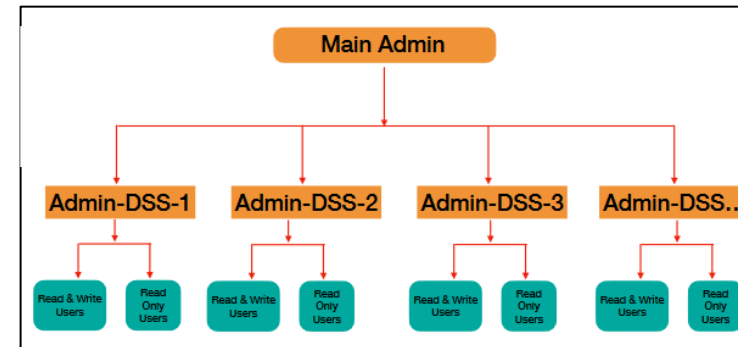 Main Admin
Admin-DSS-1
Admin-DSS-2
Admin-DSS-3
Admin-DSS..
Read & Write
Users
Read
Only
Users
Read & Write
Users
Read
Only
Users
Read & Write
Users
Read
Only
Users
Read & Write
Users
Read
Only
Users